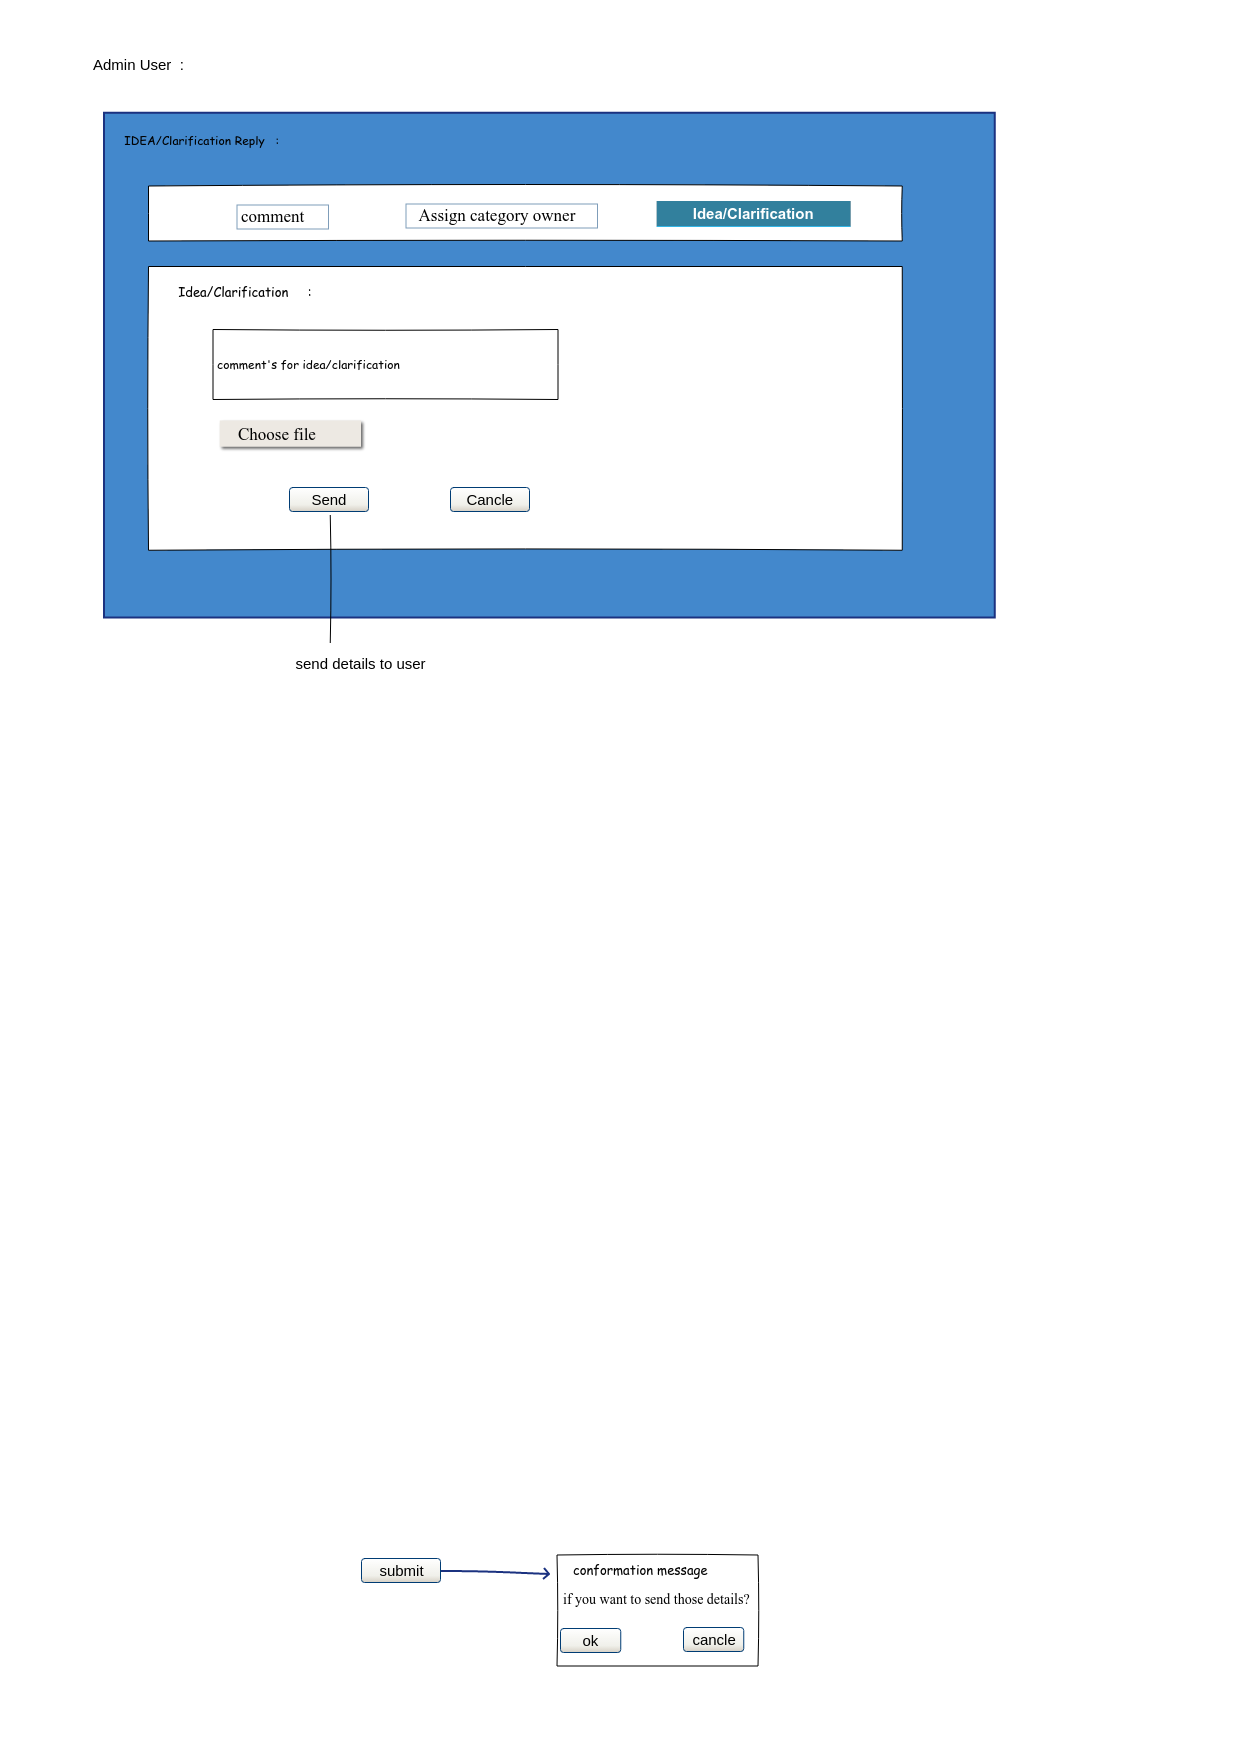 Admin User  :
IDEA/Clarification Reply   :
comment
Assign category owner
Idea/Clarification
Idea/Clarification     :
comment's for idea/clarification
Choose file
Send
Cancle
send details to user
submit
conformation message
if you want to send those details?
ok
cancle